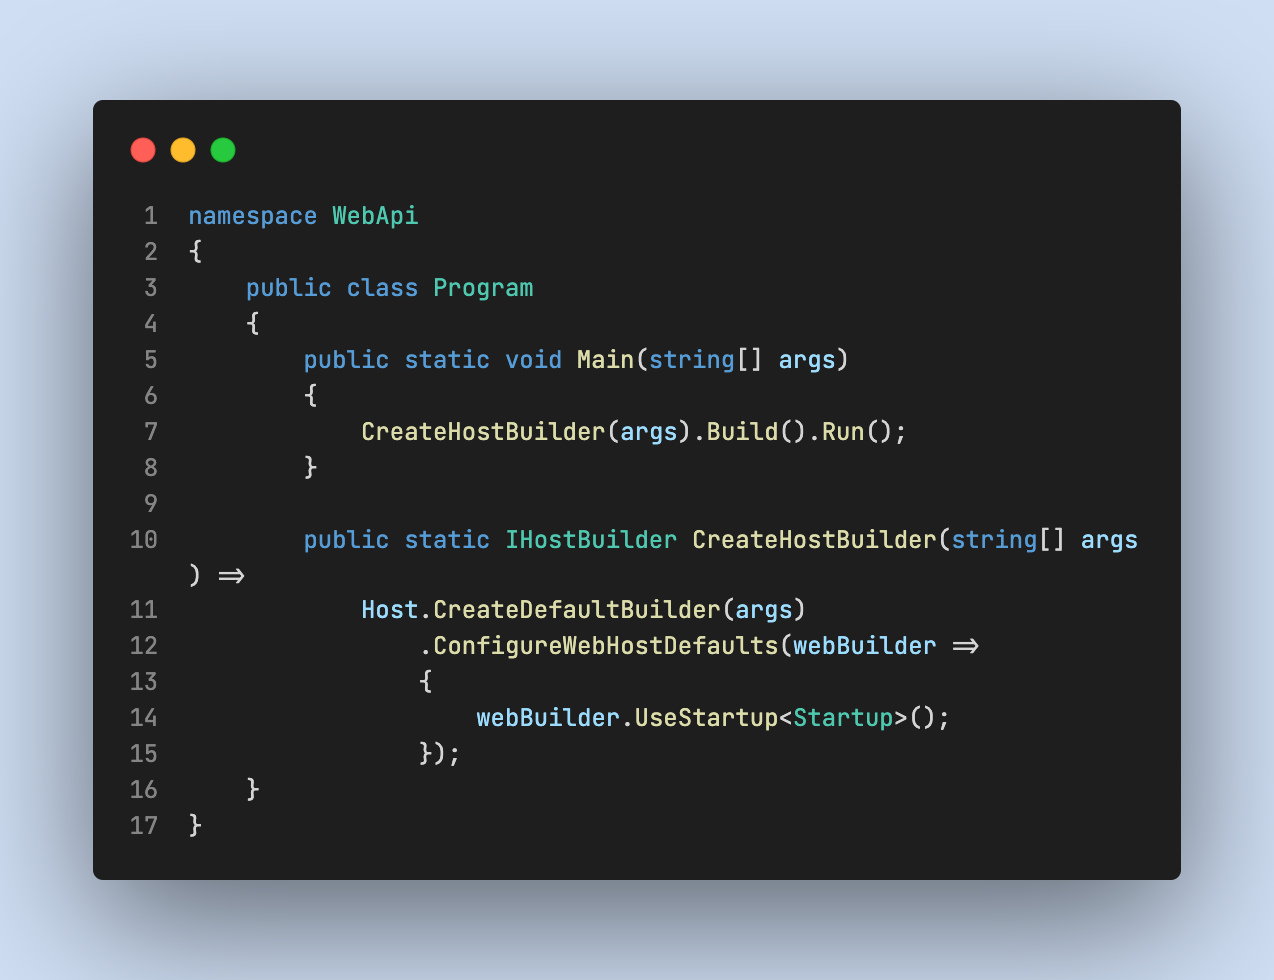 1 namespace WebApi
2 {
3     public class Program
4     {
5         public static void Main(string[] args)
6         {
7             CreateHostBuilder(args).Build().Run();
8         }
9
10         public static IHostBuilder CreateHostBuilder(string[] args
) =>
11             Host.CreateDefaultBuilder(args)
12                 .ConfigureWebHostDefaults(webBuilder =>
13                 {
14                     webBuilder.UseStartup<Startup>();
15                 });
16     }
17 }